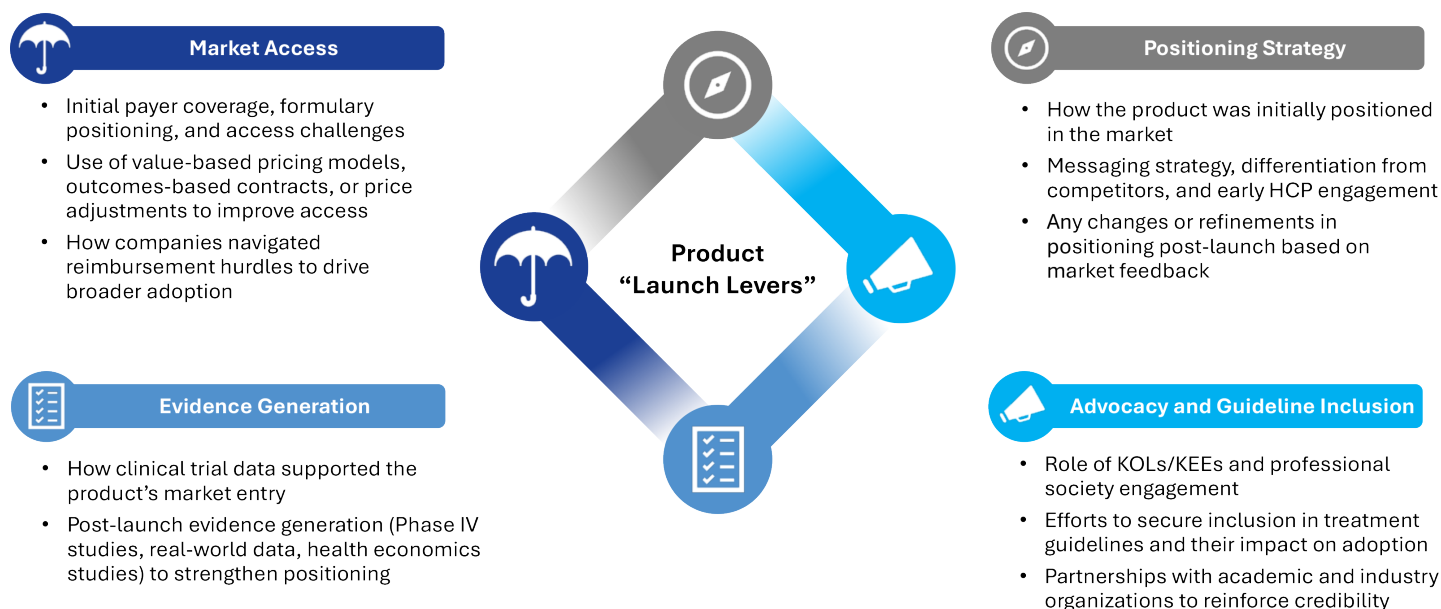 Market Access
• Initial payer coverage, formulary
positioning, and access challenges
• Use of value-based pricing models,
outcomes-based contracts, or price
adjustments to improve access
• How companies navigated
reimbursement hurdles to drive
broader adoption
Product
“Launch Levers”
Positioning Strategy
• How the product was initially positioned
in the market
• Messaging strategy, differentiation from
competitors, and early HCP engagement
• Any changes or refinements in
positioning post-launch based on
market feedback
Evidence Generation
• How clinical trial data supported the
product’s market entry
• Post-launch evidence generation (Phase IV
studies, real-world data, health economics
studies) to strengthen positioning
Advocacy and Guideline Inclusion
• Role of KOLs/KEEs and professional
society engagement
• Efforts to secure inclusion in treatment
guidelines and their impact on adoption
• Partnerships with academic and industry
organizations to reinforce credibility